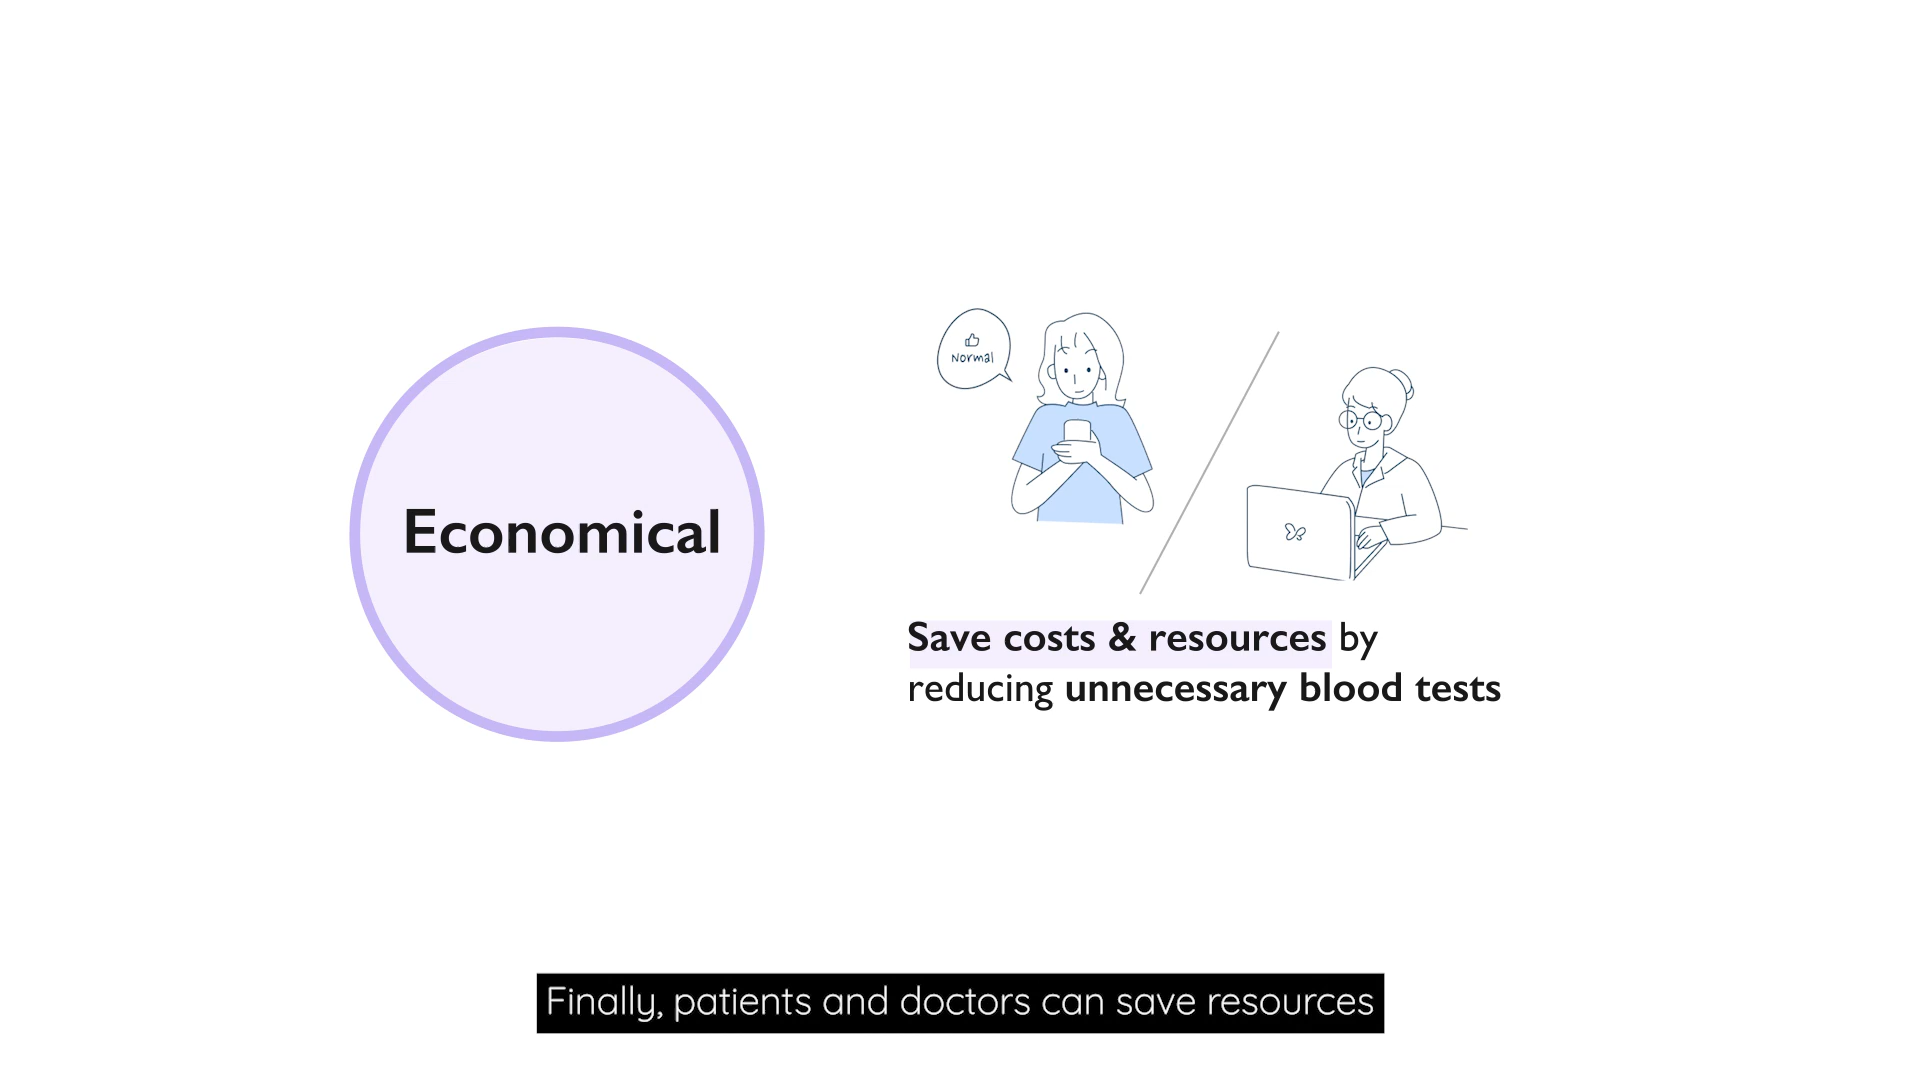 Normal
Economical
Save costs & resources by
reducing unnecessary blood tests
Finally, patients and doctors can save resources